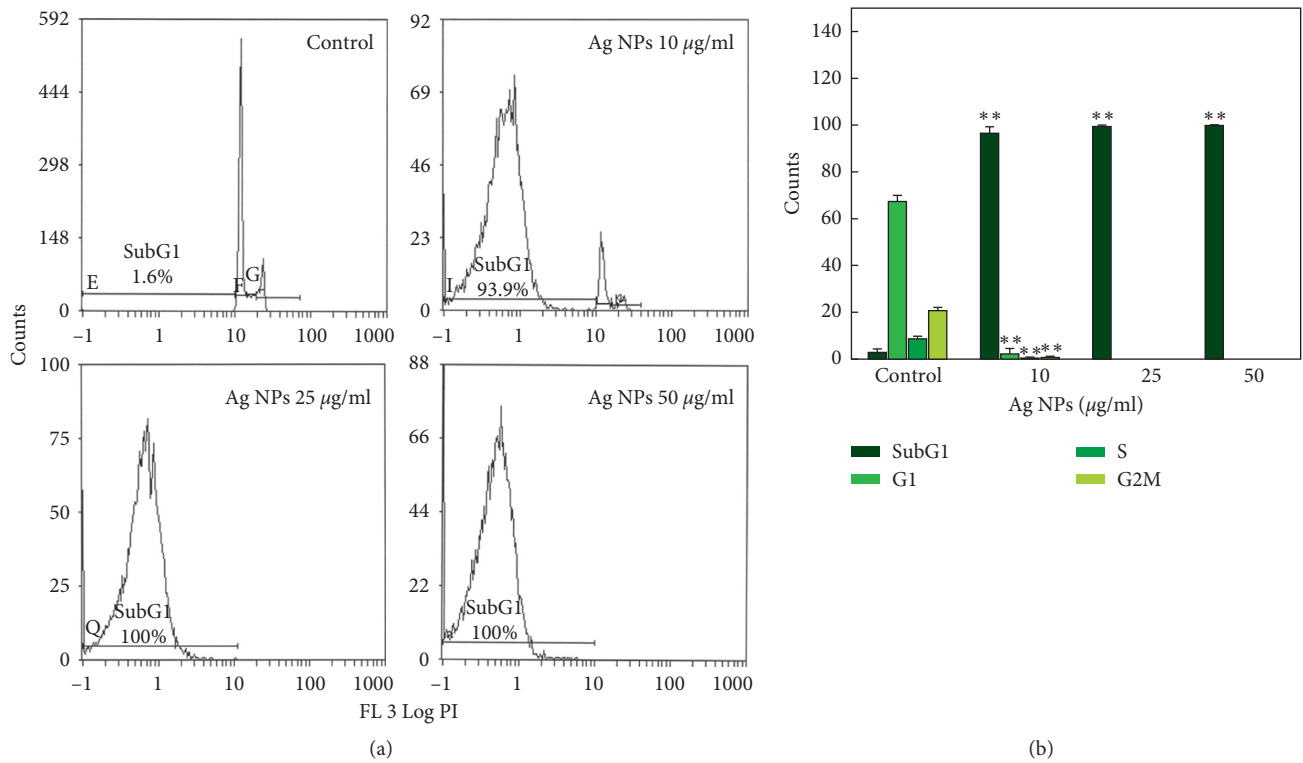 592
444
298
148
0
Control
SubG1
1.6%
E
F
G
−1 1 10 100 1000
92
69
46
23
0
Ag NPs 10 μg/ml
I
SubG1
93.9%
−1 1 10 100 1000
Counts
100
75
50
25
0
Ag NPs 25 μg/ml
Q
SubG1
100%
−1 1 10 100 1000
88
66
44
22
0
Ag NPs 50 μg/ml
SubG1
100%
−1 1 10 100 1000
FL 3 Log PI
(a)
140
120
100
80
60
40
20
0
Counts
** ** **
** ** **
Control 10 25 50
Ag NPs (μg/ml)
SubG1 S
G1 G2M
(b)